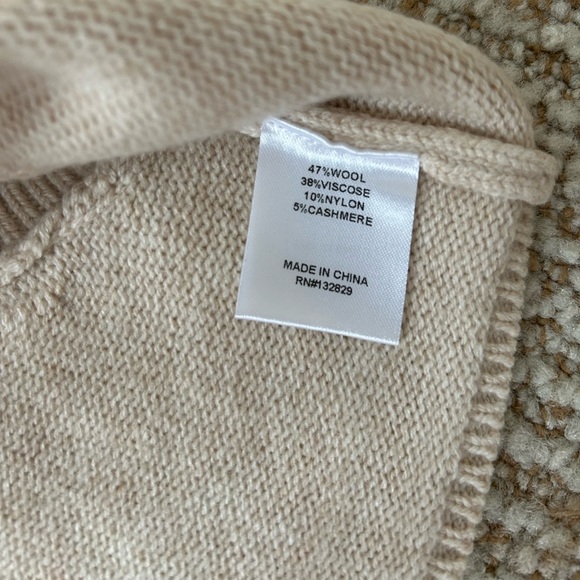 47%WOOL
38%VISCOSE
10%NYLON
5%CASHMERE
MADE IN CHINA
RN#132829